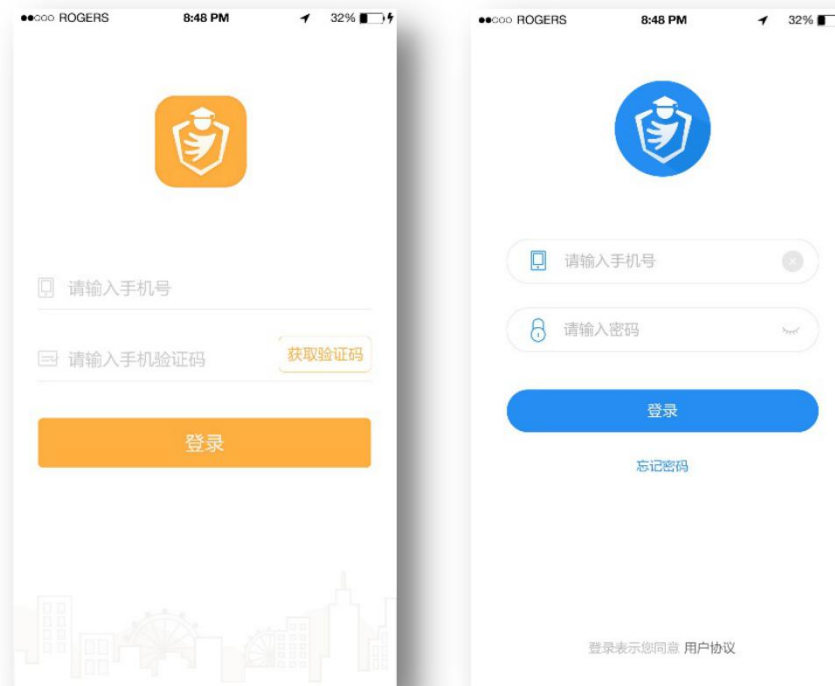 ROGERS 8:48 PM 32%
请输入手机号
请输入手机验证码 获取验证码
登录
ROGERS 8:48 PM 32%
请输入手机号
请输入密码
登录
忘记密码
登录表示您同意 用户协议